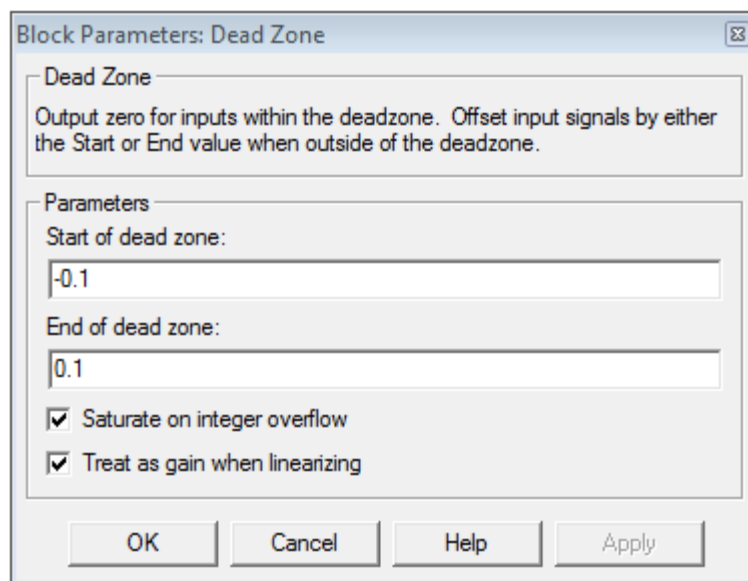 Block Parameters: Dead Zone
Dead Zone
Output zero for inputs within the deadzone.  Offset input signals by either
the Start or End value when outside of the deadzone.
Parameters
Start of dead zone:
-0.1
End of dead zone:
0.1
Saturate on integer overflow
Treat as gain when linearizing
OK
Cancel
Help
Apply